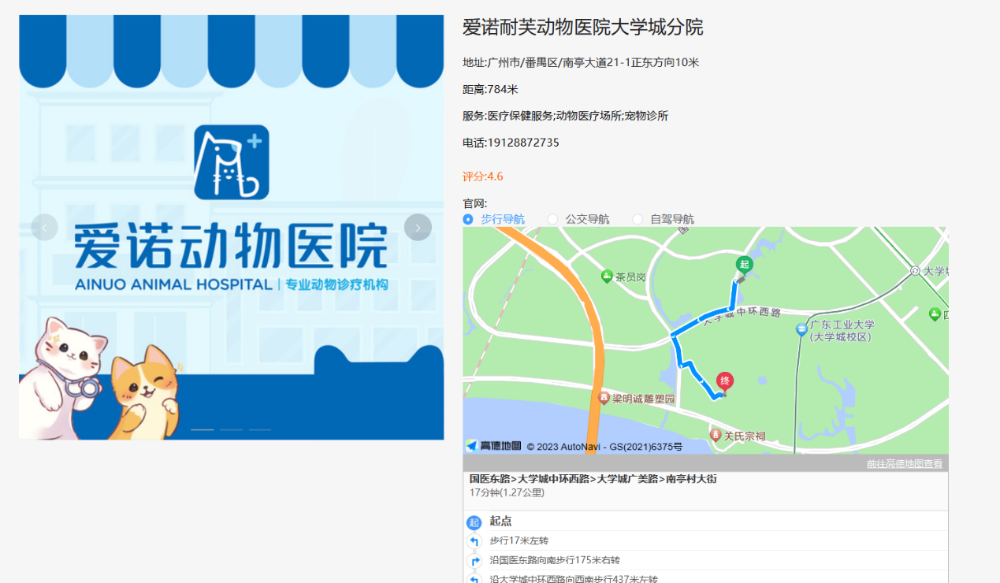 爱诺动物医院
AINUO ANIMAL HOSPITAL | 专业动物诊疗机构
爱诺耐芙动物医院大学城分院
地址:广州市/番禺区/南亭大道21-1正东方向10米
距离:784米
服务:医疗保健服务;动物医疗场所;宠物诊所
电话:19128872735
评分:4.6
官网:
步行导航 公交导航 自驾导航
起
茶员岗
大学城中环西路
广东工业大学
(大学城校区)
终
梁明诚雕塑园
关氏宗祠
高德地图 © 2023 AutoNavi - GS(2021)6375号
前往高德地图查看
国医东路>大学城中环西路>大学城广美路>南亭村大街
17分钟(1.27公里)
起 起点
步行17米左转
沿国医东路向南步行175米右转
沿大学城中环西路向西南步行437米左转